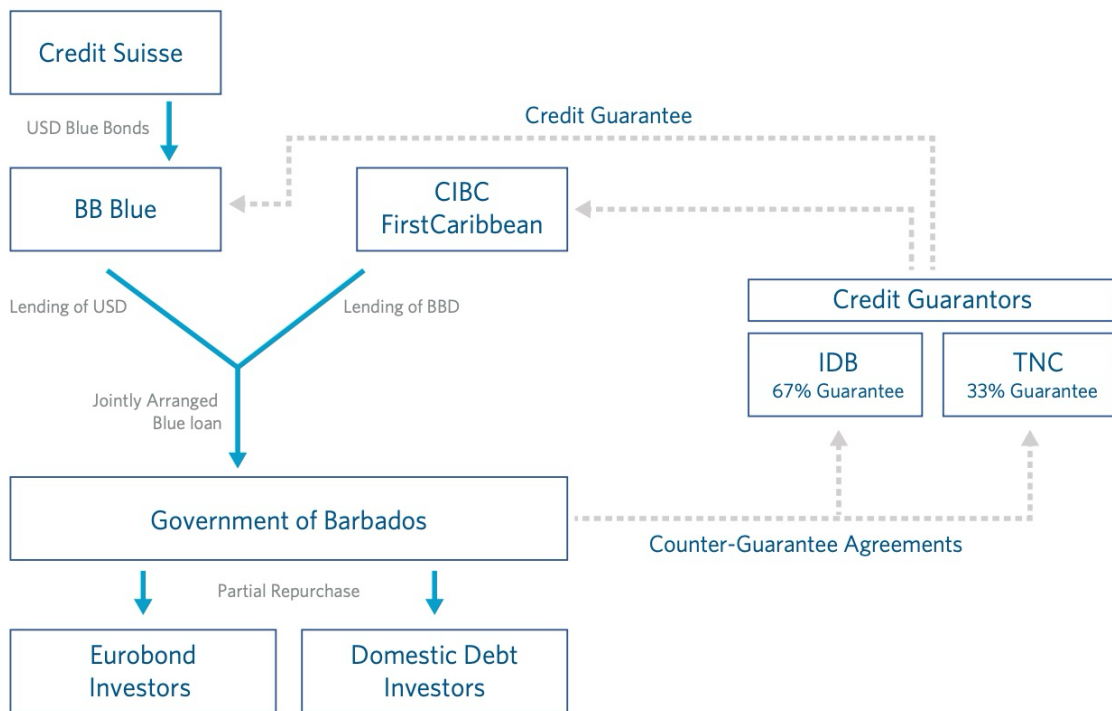 Credit Suisse
USD Blue Bonds
Credit Guarantee
BB Blue
CIBC
FirstCaribbean
Lending of USD
Lending of BBD
Credit Guarantors
IDB
67% Guarantee
TNC
33% Guarantee
Jointly Arranged
Blue loan
Government of Barbados
Counter-Guarantee Agreements
Partial Repurchase
Eurobond
Investors
Domestic Debt
Investors